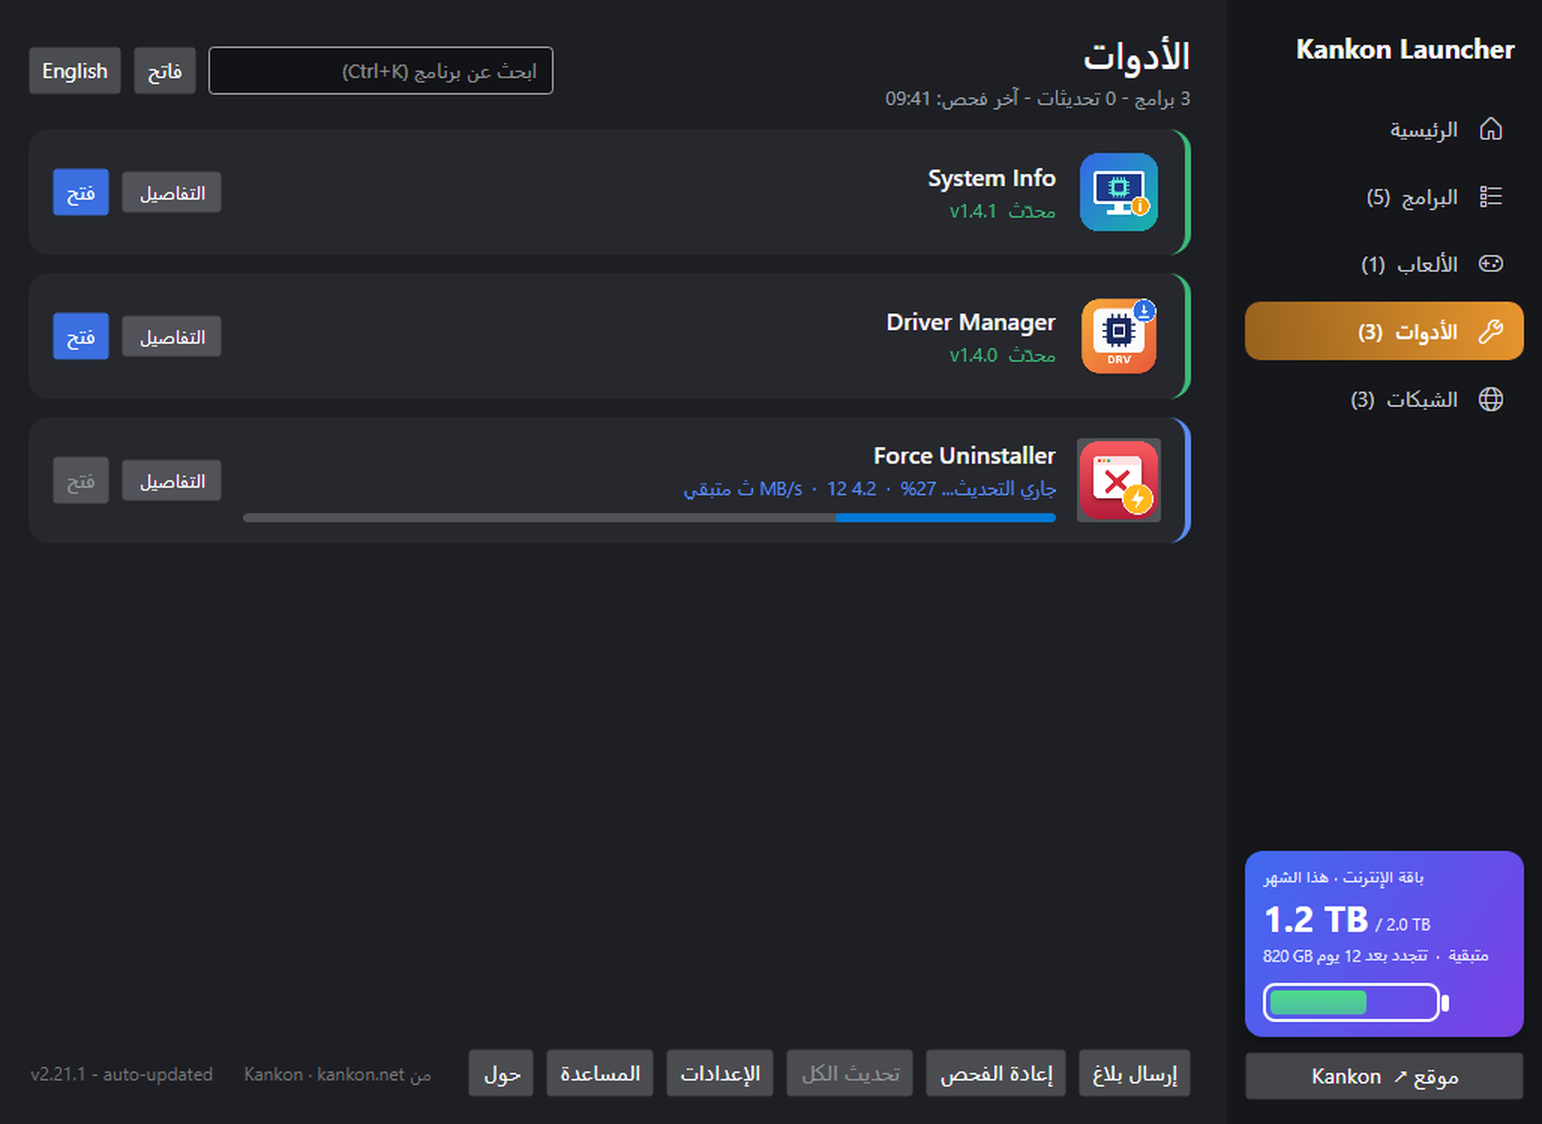 Kankon Launcher
الرئيسية
البرامج (5)
الألعاب (1)
الأدوات (3)
الشبكات (3)
باقة الإنترنت · هذا الشهر
1.2 TB / 2.0 TB
820 GB متبقية · تتجدد بعد 12 يوم
موقع Kankon ↗
الأدوات
3 برامج - 0 تحديثات - آخر فحص: 09:41
ابحث عن برنامج (Ctrl+K)
فاتح
English
System Info
محدّث v1.4.1
التفاصيل
فتح
Driver Manager
محدّث v1.4.0
DRV
التفاصيل
فتح
Force Uninstaller
جاري التحديث... 27% · 4.2 MB/s · 12 ث متبقي
التفاصيل
فتح
إرسال بلاغ
إعادة الفحص
تحديث الكل
الإعدادات
المساعدة
حول
من Kankon · kankon.net
v2.21.1 - auto-updated